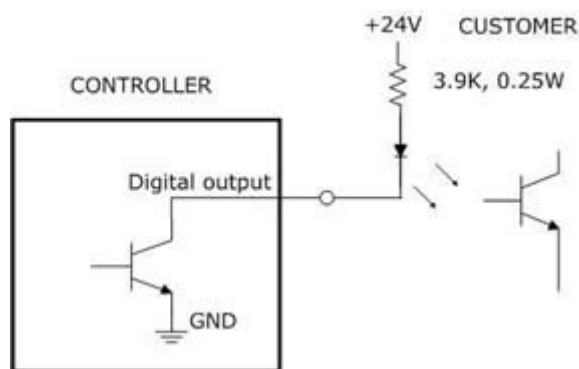 +24V CUSTOMER
3.9K, 0.25W
CONTROLLER
Digital output
GND